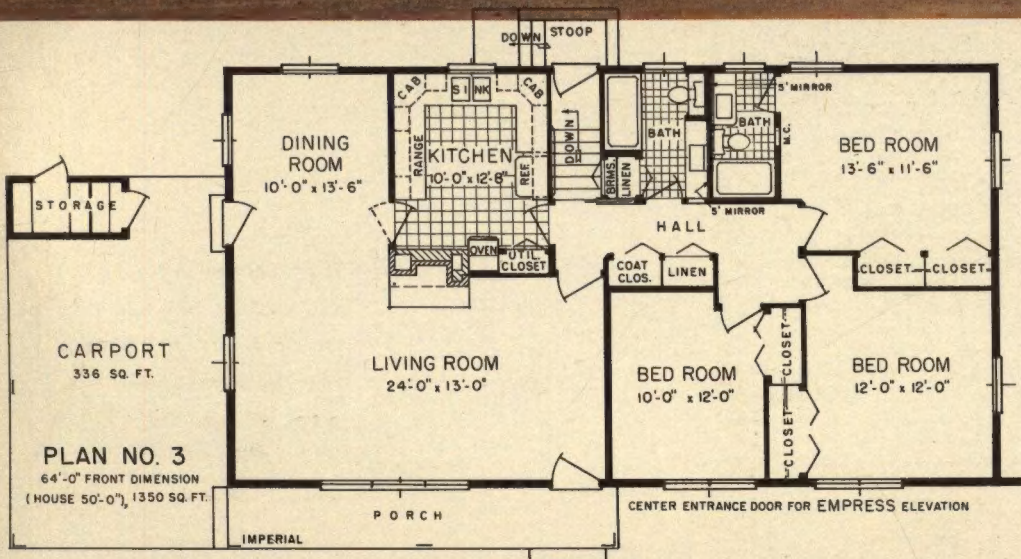 STOOP
DOWN
CAB
SINK
CAB
5' MIRROR
DINING
ROOM
10'-0" x 13'-6"
RANGE
KITCHEN
10'-0" x 12'-8"
REF.
DOWN
BRMS.
LINEN
BATH
BATH
M.C.
BED ROOM
13'-6" x 11'-6"
STORAGE
5' MIRROR
HALL
OVEN
UTIL.
CLOSET
COAT
CLOS.
LINEN
CLOSET
CLOSET
CARPORT
336 SQ. FT.
LIVING ROOM
24'-0" x 13'-0"
BED ROOM
10'-0" x 12'-0"
CLOSET
CLOSET
BED ROOM
12'-0" x 12'-0"
PLAN NO. 3
64'-0" FRONT DIMENSION
(HOUSE 50'-0"), 1350 SQ. FT.
PORCH
IMPERIAL
CENTER ENTRANCE DOOR FOR EMPRESS ELEVATION